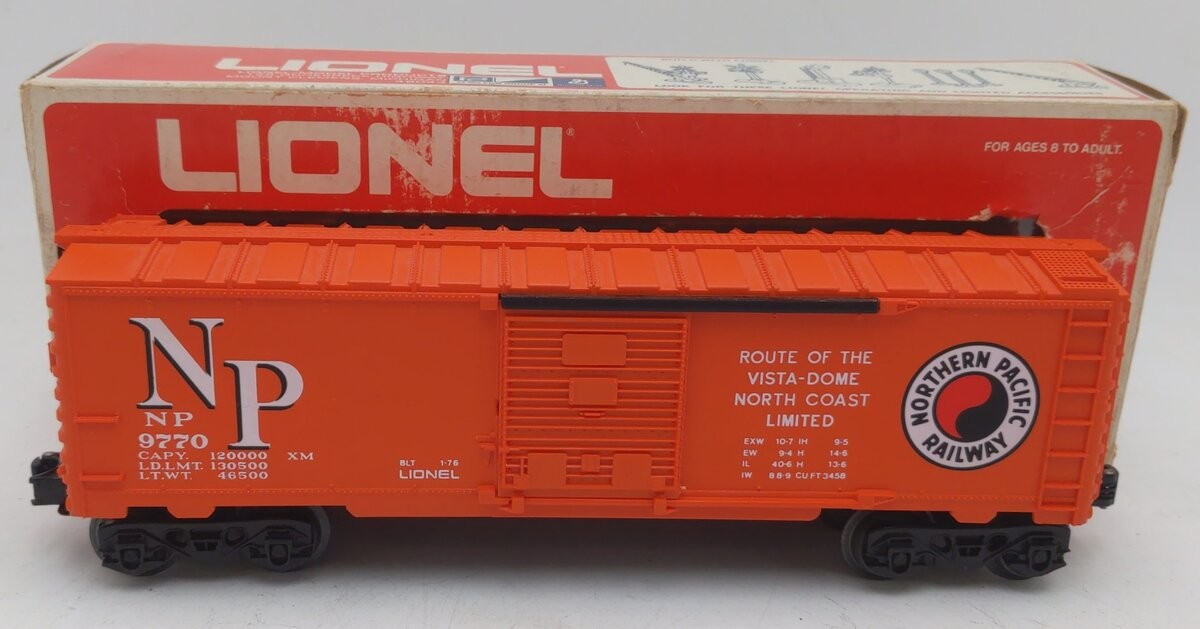 LIONEL
LIONEL®
FOR AGES 8 TO ADULT.
NP
NP
9770
CAPY. 120000 XM
LD.LMT. 130500
LT.WT. 46500
BLT 1-76
LIONEL
ROUTE OF THE
VISTA-DOME
NORTH COAST
LIMITED
EXW 10-7 IH 9-5
EW 9-4 H 14-6
IL 40-6 H 13-6
IW 8 8-9 CU FT 3458
NORTHERN PACIFIC
RAILWAY